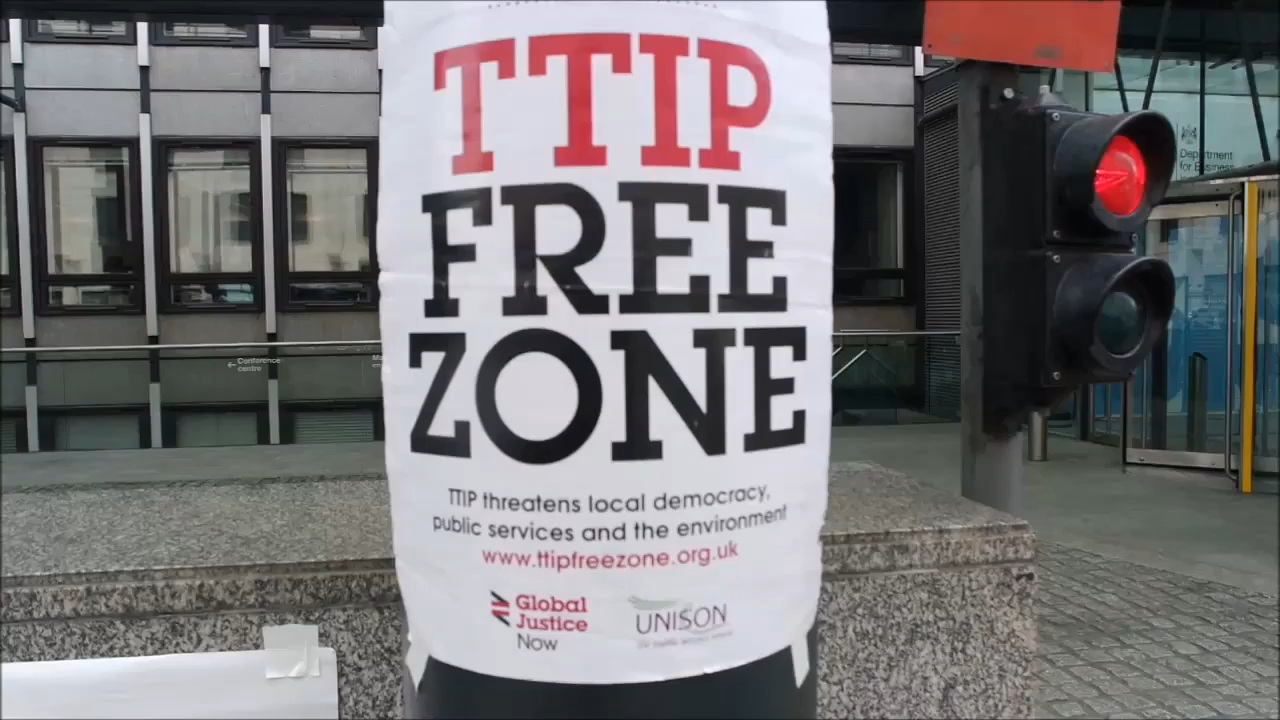 TTIP
FREE
ZONE
TTIP threatens local democracy,
public services and the environment
www.ttipfreezone.org.uk
Global
Justice
Now
UNISON
Department
for Business
← Conference
centre